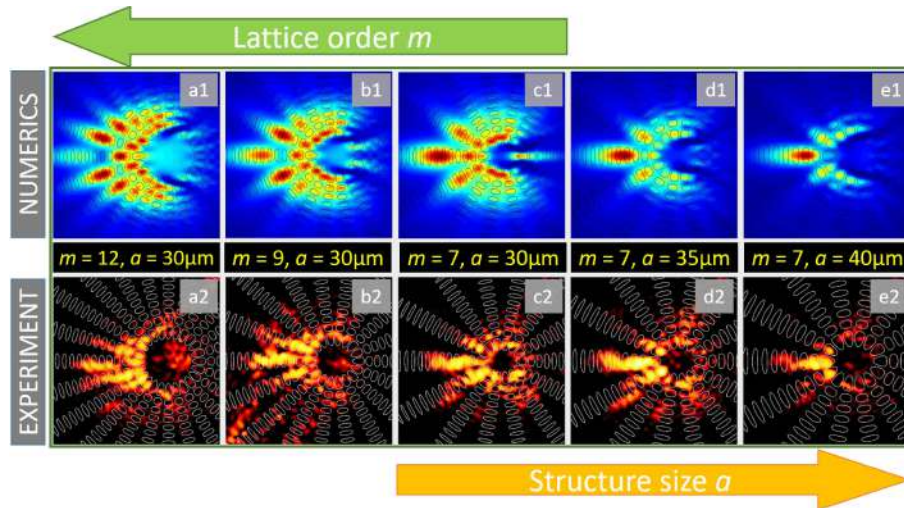 Lattice order m
NUMERICS
a1
b1
c1
d1
e1
m = 12, a = 30μm
m = 9, a = 30μm
m = 7, a = 30μm
m = 7, a = 35μm
m = 7, a = 40μm
EXPERIMENT
a2
b2
c2
d2
e2
Structure size a